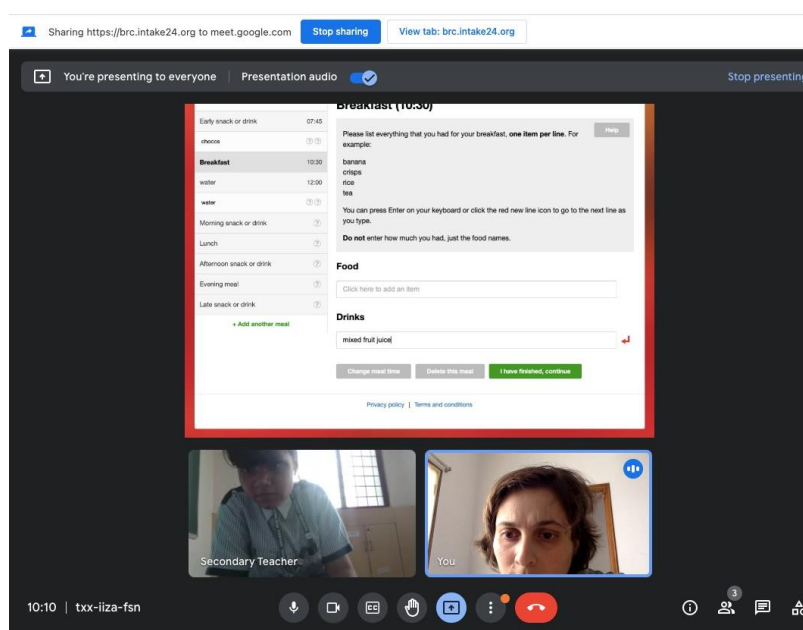 Sharing https://brc.intake24.org to meet.google.com
Stop sharing
View tab: brc.intake24.org
You're presenting to everyone
Presentation audio
Stop presenting
Breakfast (10:30)
Early snack or drink 07:45
chocos
Breakfast 10:30
water 12:00
water
Morning snack or drink
Lunch
Afternoon snack or drink
Evening meal
Late snack or drink
+ Add another meal
Please list everything that you had for your breakfast, one item per line. For
example:
Help
banana
crisps
rice
tea
You can press Enter on your keyboard or click the red new line icon to go to the next line as
you type.
Do not enter how much you had, just the food names.
Food
Click here to add an item
Drinks
mixed fruit juice
Change meal time
Delete this meal
I have finished, continue
Privacy policy | Terms and conditions
Secondary Teacher
You
10:10 | txx-iiza-fsn
CC
3